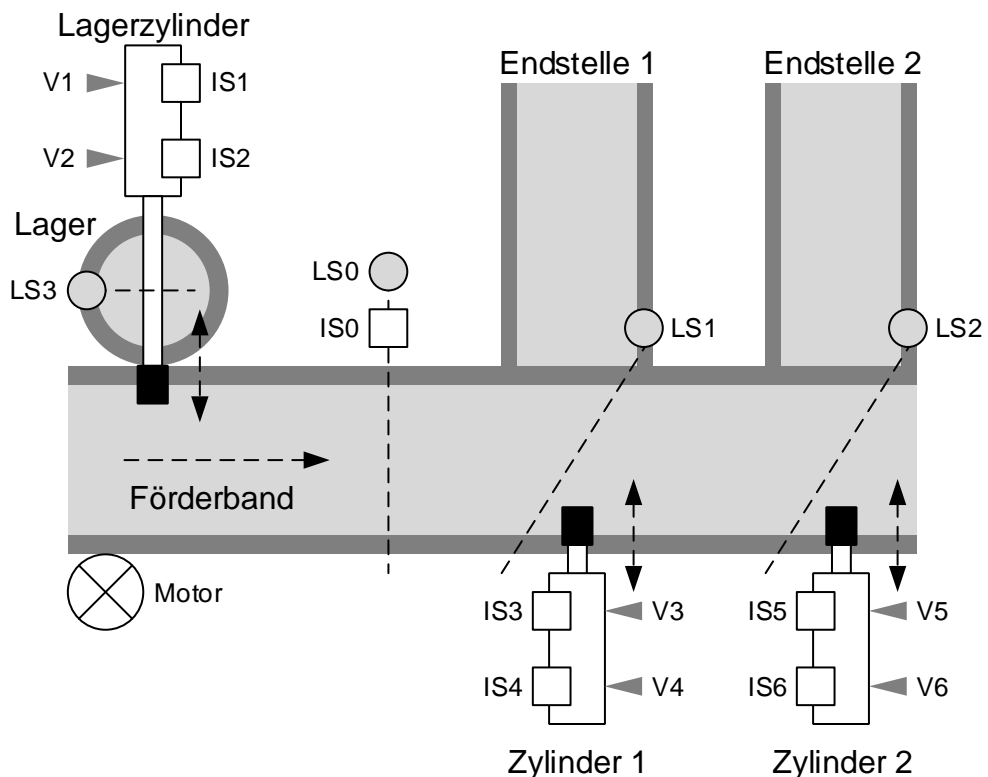 Lagerzylinder
V1
IS1
V2
IS2
Endstelle 1
Endstelle 2
Lager
LS3
LS0
IS0
LS1
LS2
Förderband
Motor
IS3
V3
IS4
V4
IS5
V5
IS6
V6
Zylinder 1
Zylinder 2